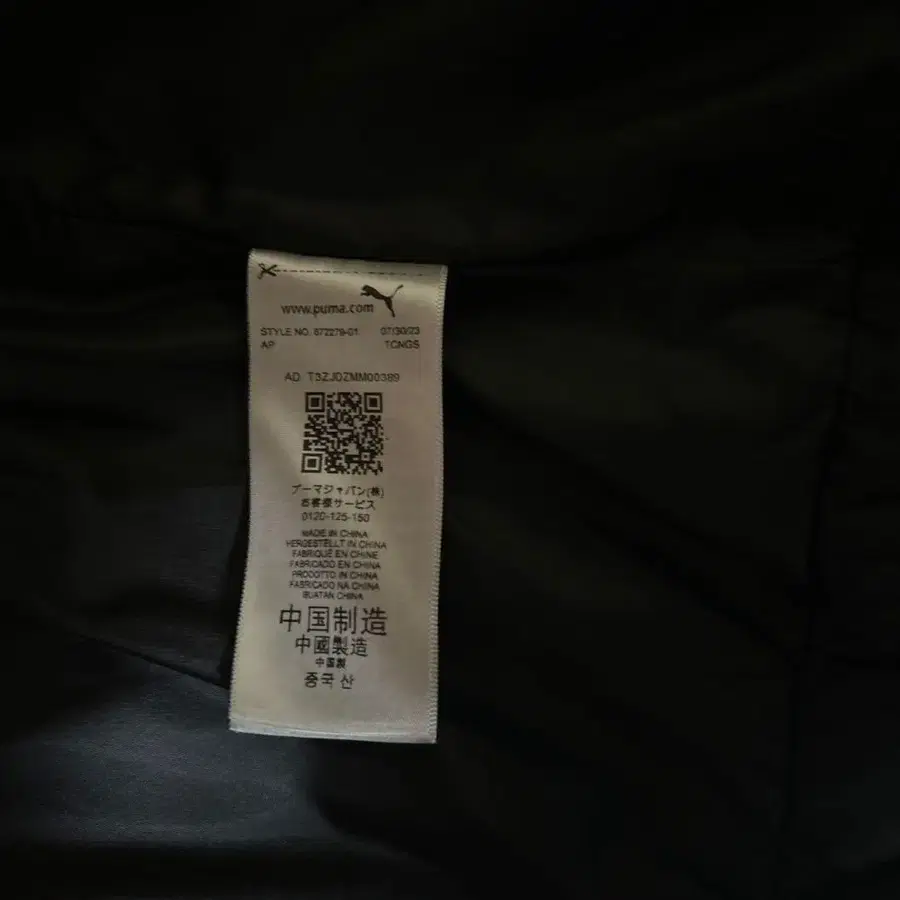 www.puma.com
STYLE NO. 672279-01 07/30/23
AP TCNGS
AD. T3ZJDZMM00389
プーマジャパン(株)
お客様サービス
0120-125-150
MADE IN CHINA
HERGESTELLT IN CHINA
FABRIQUÉ EN CHINE
FABRICADO EN CHINA
PRODOTTO IN CHINA
FABRICADO NA CHINA
BUATAN CHINA
中国制造
中國製造
中国製
중국 산